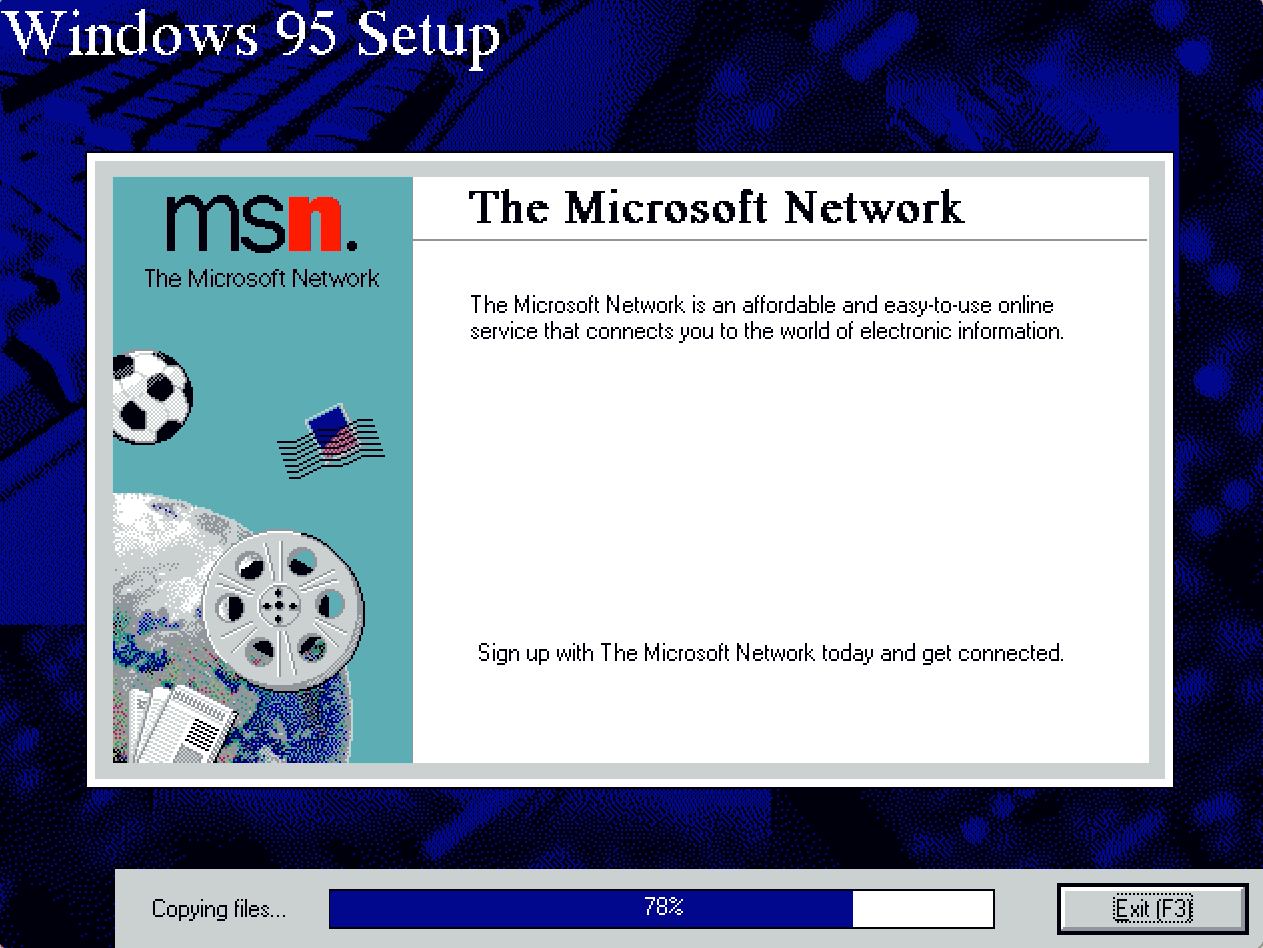 Windows 95 Setup
msn.
The Microsoft Network
The Microsoft Network
The Microsoft Network is an affordable and easy-to-use online
service that connects you to the world of electronic information.
Sign up with The Microsoft Network today and get connected.
Copying files...
78%
Exit (F3)